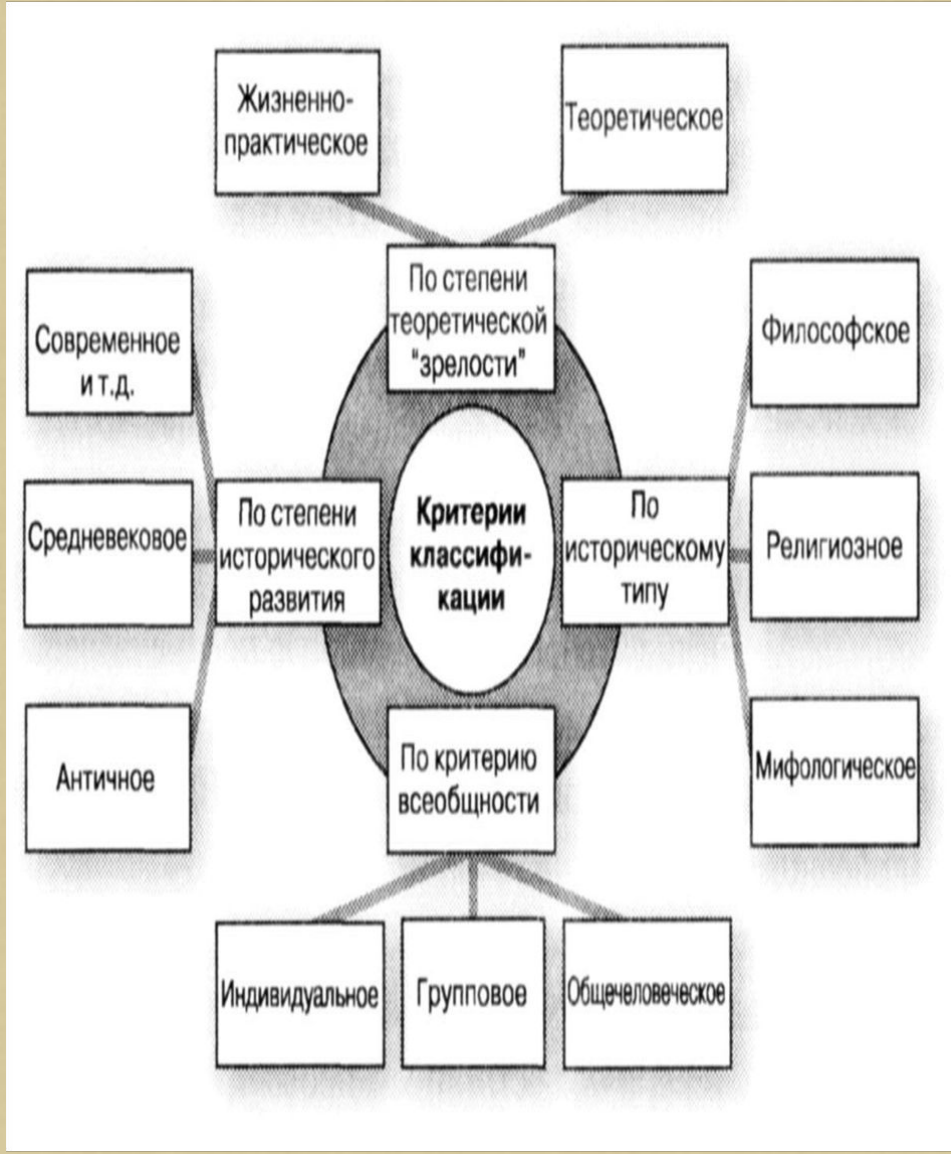 Жизненно-
практическое
Теоретическое
По степени
теоретической
"зрелости"
Современное
и т.д.
Средневековое
Античное
По степени
исторического
развития
Критерии
классифи-
кации
По
историческому
типу
Философское
Религиозное
Мифологическое
По критерию
всеобщности
Индивидуальное
Групповое
Общечеловеческое